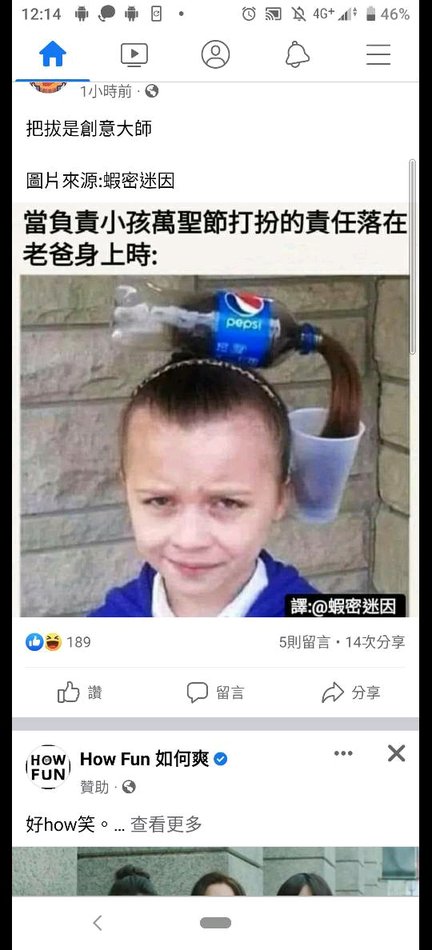 12:14 4G+ 46%
1小時前 ·
把拔是創意大師
圖片來源:蝦密迷因
當負責小孩萬聖節打扮的責任落在
老爸身上時:
pepsi
譯:@蝦密迷因
189 5則留言・14次分享
讚 留言 分享
HOW
FUN
How Fun 如何爽
贊助 ·
好how笑。... 查看更多